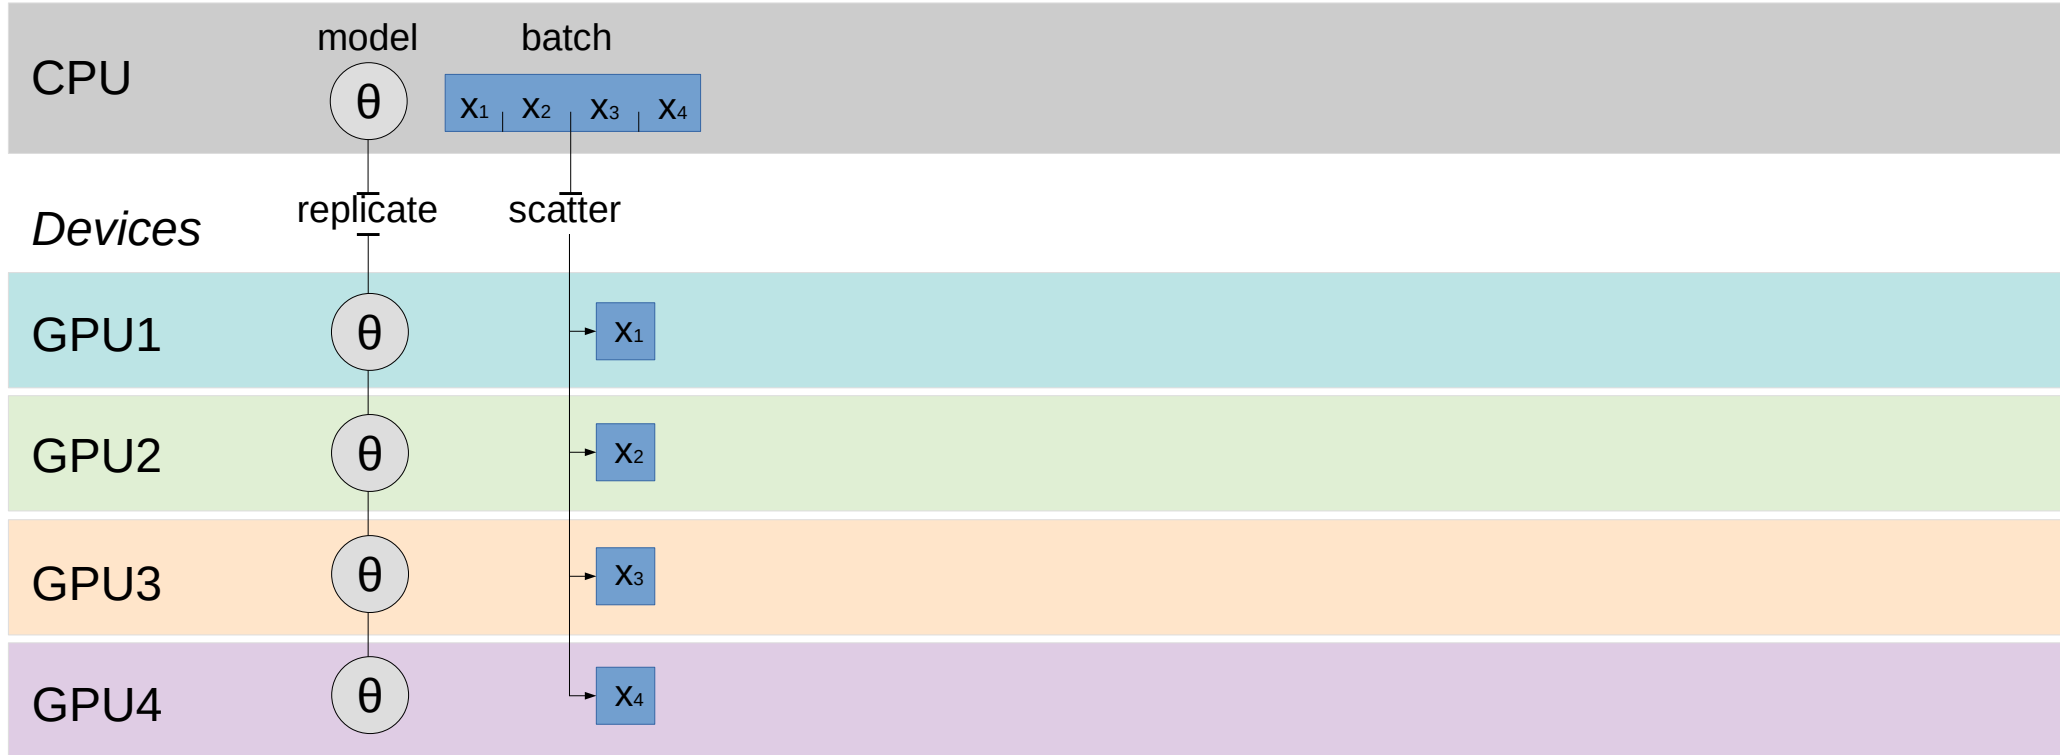 model batch
CPU θ x₁ x₂ x₃ x₄
replicate scatter
Devices
GPU1 θ x₁
GPU2 θ x₂
GPU3 θ x₃
GPU4 θ x₄